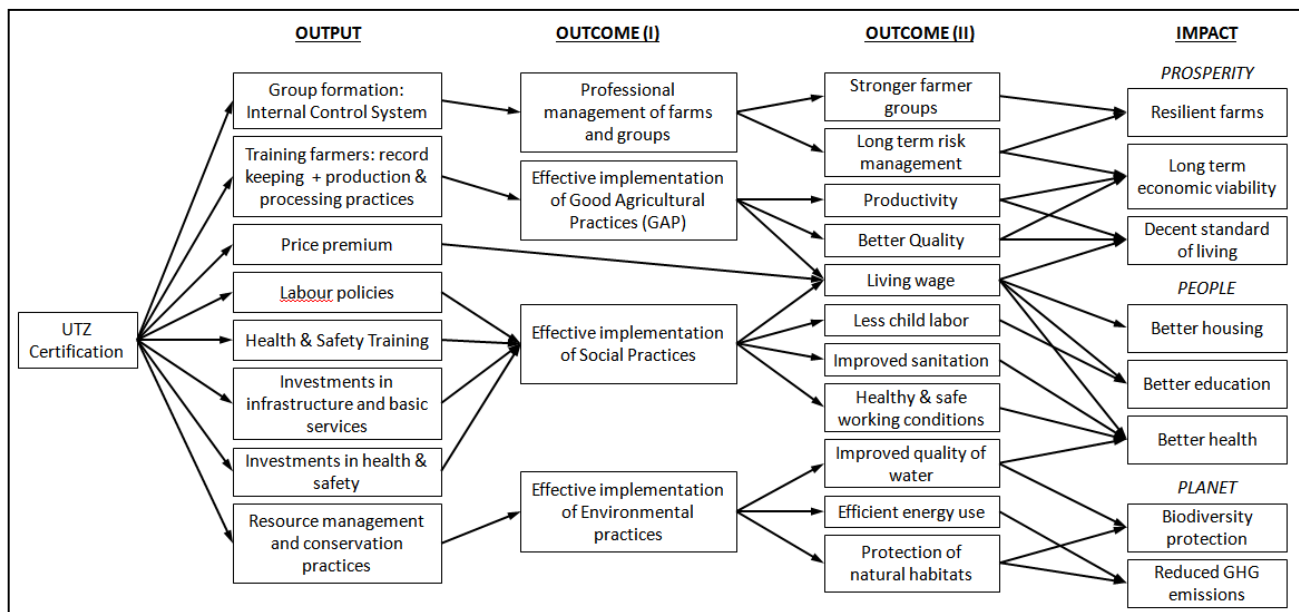 OUTPUT
OUTCOME (I)
OUTCOME (II)
IMPACT
UTZ
Certification
Group formation:
Internal Control System
Training farmers: record
keeping + production &
processing practices
Price premium
Labour policies
Health & Safety Training
Investments in
infrastructure and basic
services
Investments in health &
safety
Resource management
and conservation
practices
Professional
management of farms
and groups
Effective implementation
of Good Agricultural
Practices (GAP)
Effective implementation
of Social Practices
Effective implementation
of Environmental
practices
Stronger farmer
groups
Long term risk
management
Productivity
Better Quality
Living wage
Less child labor
Improved sanitation
Healthy & safe
working conditions
Improved quality of
water
Efficient energy use
Protection of
natural habitats
PROSPERITY
Resilient farms
Long term
economic viability
Decent standard
of living
PEOPLE
Better housing
Better education
Better health
PLANET
Biodiversity
protection
Reduced GHG
emissions